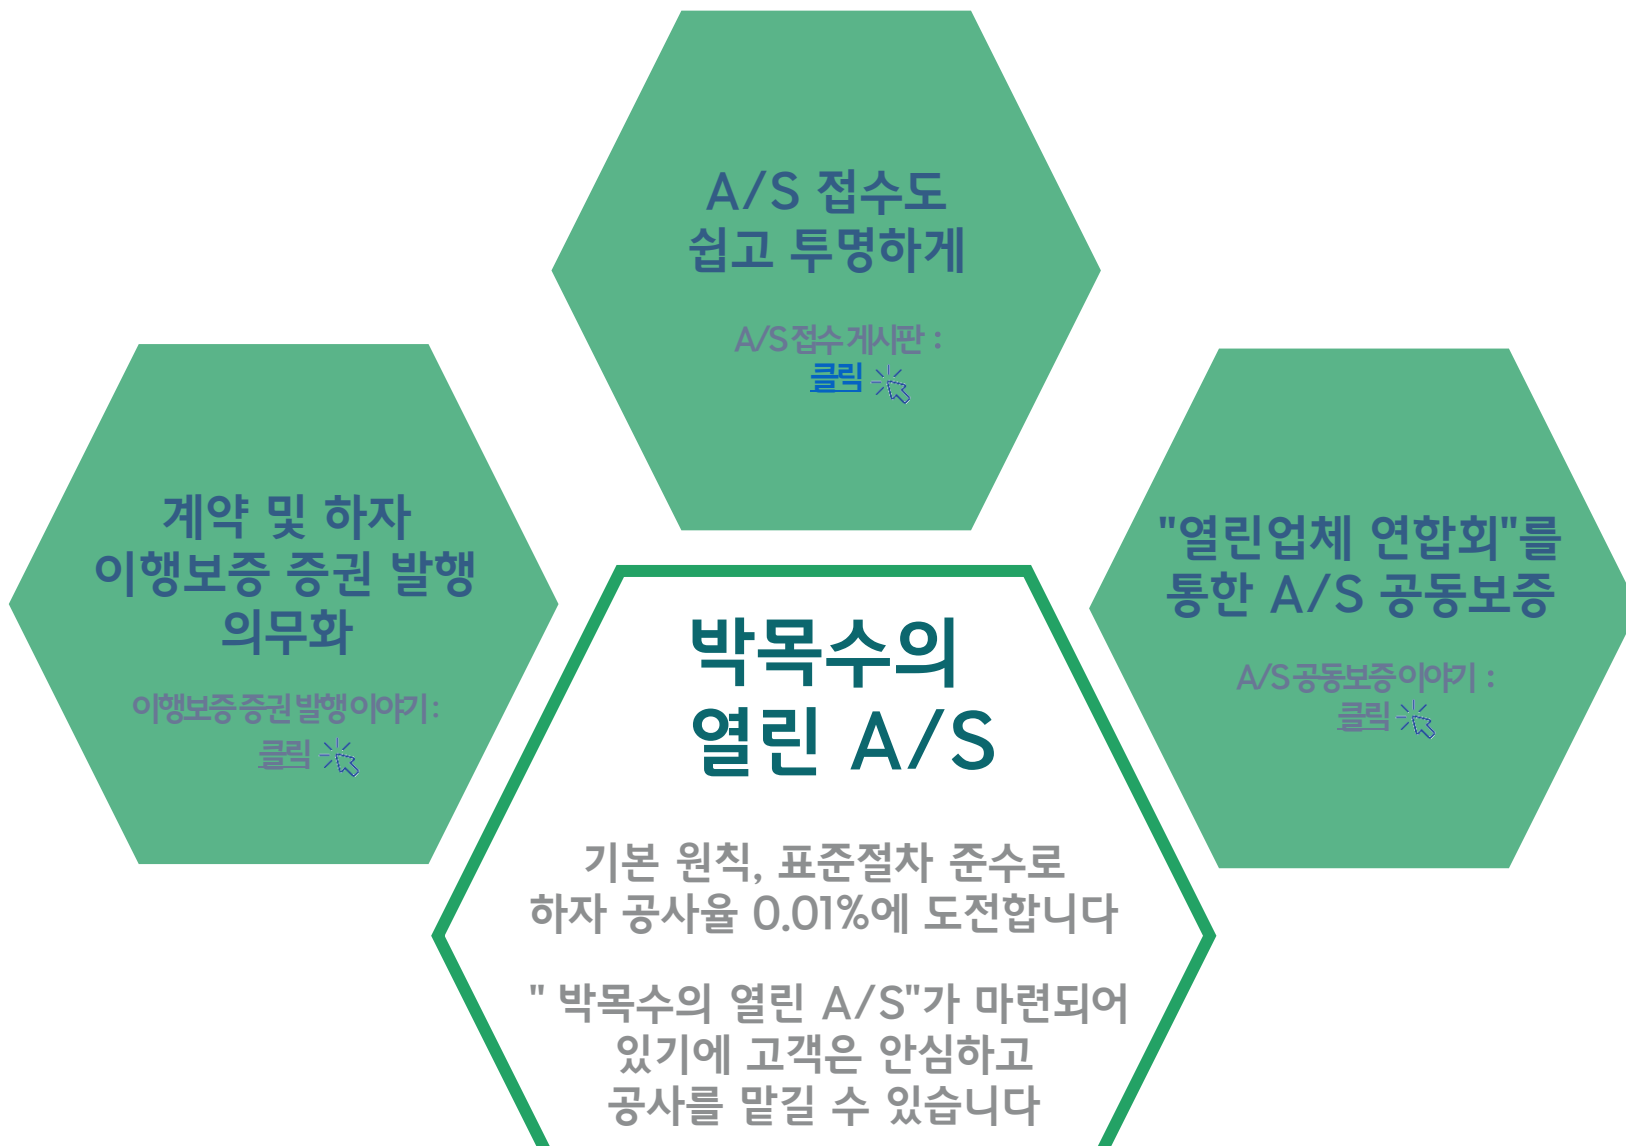 A/S 접수도
쉽고 투명하게
A/S 접수 게시판 :
클릭
계약 및 하자
이행보증 증권 발행
의무화
이행보증 증권 발행 이야기 :
클릭
"열린업체 연합회"를
통한 A/S 공동보증
A/S 공동보증 이야기 :
클릭
박목수의
열린 A/S
기본 원칙, 표준절차 준수로
하자 공사율 0.01%에 도전합니다
" 박목수의 열린 A/S"가 마련되어
있기에 고객은 안심하고
공사를 맡길 수 있습니다